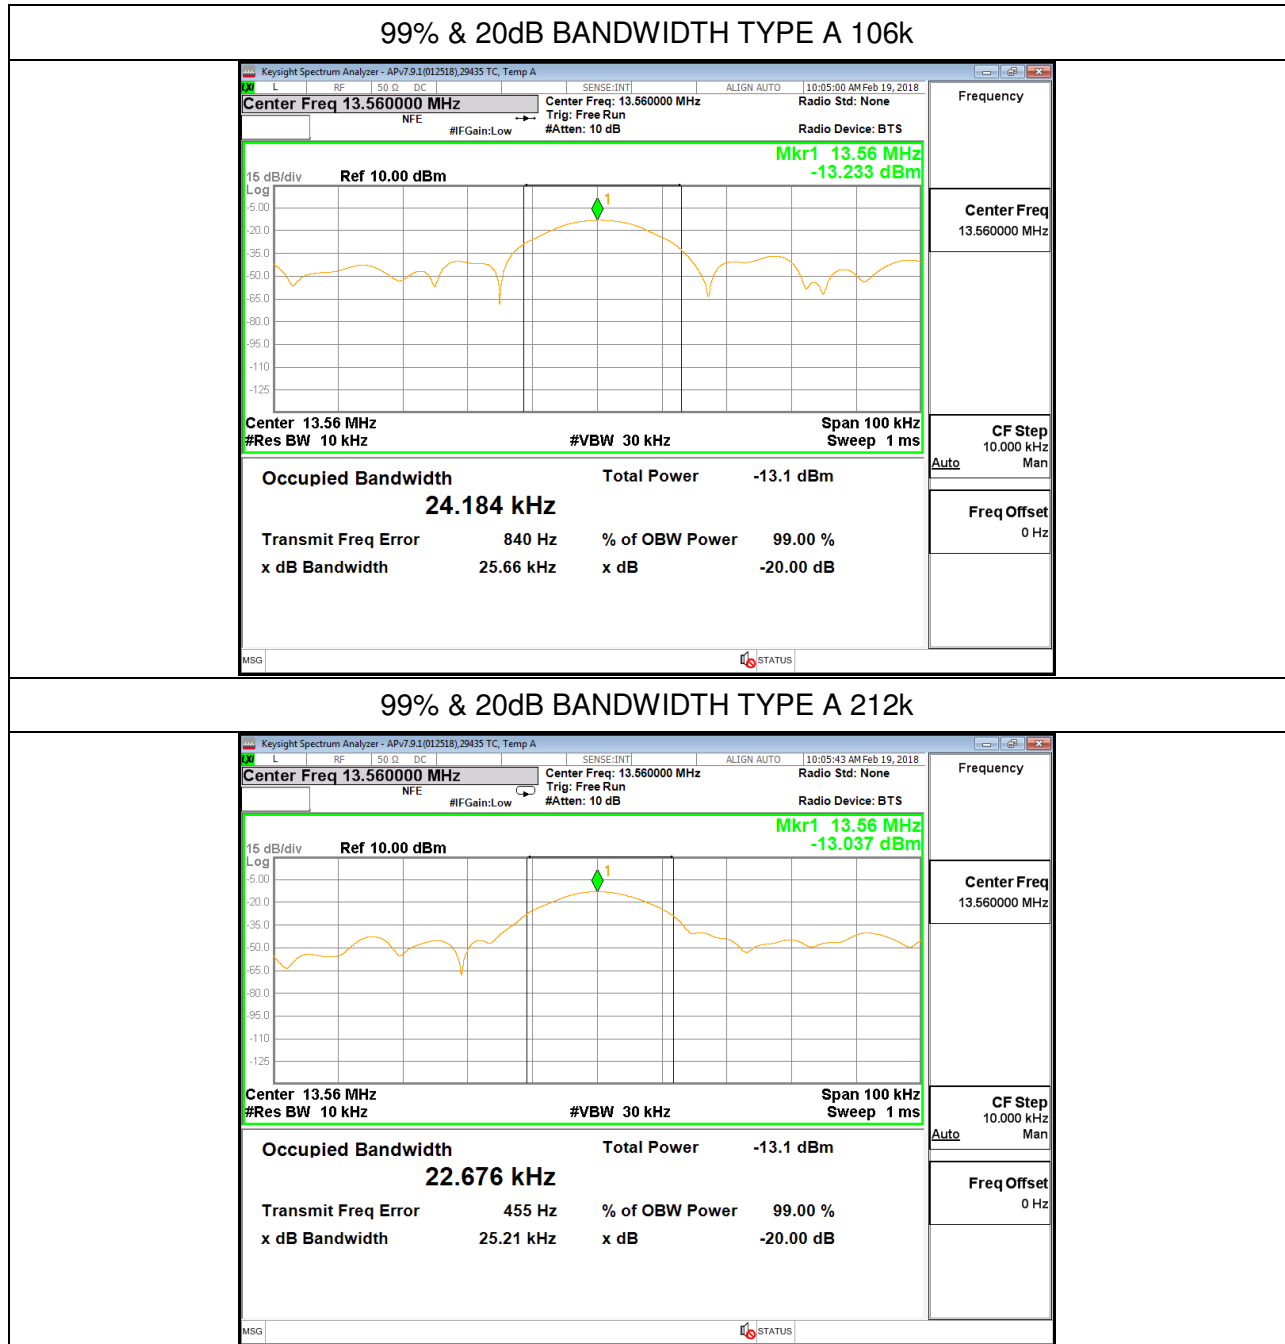 99% & 20dB BANDWIDTH TYPE A 106k
Keysight Spectrum Analyzer - APv7.9.1(012518),29435 TC, Temp A
LXI L RF 50 Ω DC SENSE:INT ALIGN AUTO 10:05:00 AM Feb 19, 2018
Center Freq 13.560000 MHz
NFE
#IFGain:Low
Center Freq: 13.560000 MHz
Trig: Free Run
#Atten: 10 dB
Radio Std: None
Radio Device: BTS
Frequency
Mkr1 13.56 MHz
-13.233 dBm
15 dB/div Ref 10.00 dBm
Log
1
-5.00
-20.0
-35.0
-50.0
-65.0
-80.0
-95.0
-110
-125
Center 13.56 MHz Span 100 kHz
#Res BW 10 kHz #VBW 30 kHz Sweep 1 ms
Center Freq
13.560000 MHz
CF Step
10.000 kHz
Auto Man
Freq Offset
0 Hz
Occupied Bandwidth Total Power -13.1 dBm
24.184 kHz
Transmit Freq Error 840 Hz % of OBW Power 99.00 %
x dB Bandwidth 25.66 kHz x dB -20.00 dB
MSG STATUS
99% & 20dB BANDWIDTH TYPE A 212k
Keysight Spectrum Analyzer - APv7.9.1(012518),29435 TC, Temp A
LXI L RF 50 Ω DC SENSE:INT ALIGN AUTO 10:05:43 AM Feb 19, 2018
Center Freq 13.560000 MHz
NFE
#IFGain:Low
Center Freq: 13.560000 MHz
Trig: Free Run
#Atten: 10 dB
Radio Std: None
Radio Device: BTS
Frequency
Mkr1 13.56 MHz
-13.037 dBm
15 dB/div Ref 10.00 dBm
Log
1
-5.00
-20.0
-35.0
-50.0
-65.0
-80.0
-95.0
-110
-125
Center 13.56 MHz Span 100 kHz
#Res BW 10 kHz #VBW 30 kHz Sweep 1 ms
Center Freq
13.560000 MHz
CF Step
10.000 kHz
Auto Man
Freq Offset
0 Hz
Occupied Bandwidth Total Power -13.1 dBm
22.676 kHz
Transmit Freq Error 455 Hz % of OBW Power 99.00 %
x dB Bandwidth 25.21 kHz x dB -20.00 dB
MSG STATUS